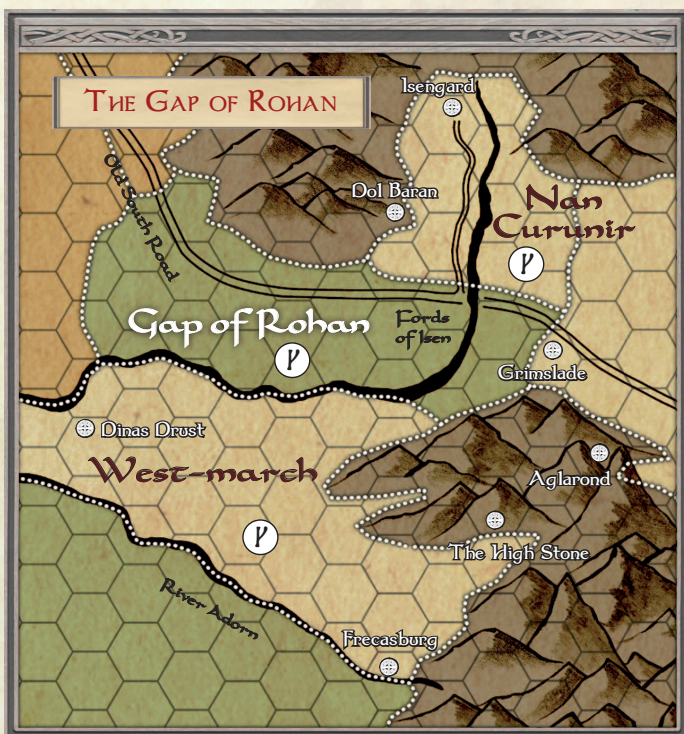 THE GAP OF ROHAN
Isengard
Old South Road
Dol Baran
Nan
Curunir
ᚴ
Gap of Rohan
Fords
of Isen
ᚴ
Grimslade
Dinas Drust
West-march
Aglarond
ᚴ
The High Stone
River Adorn
Frecasburg